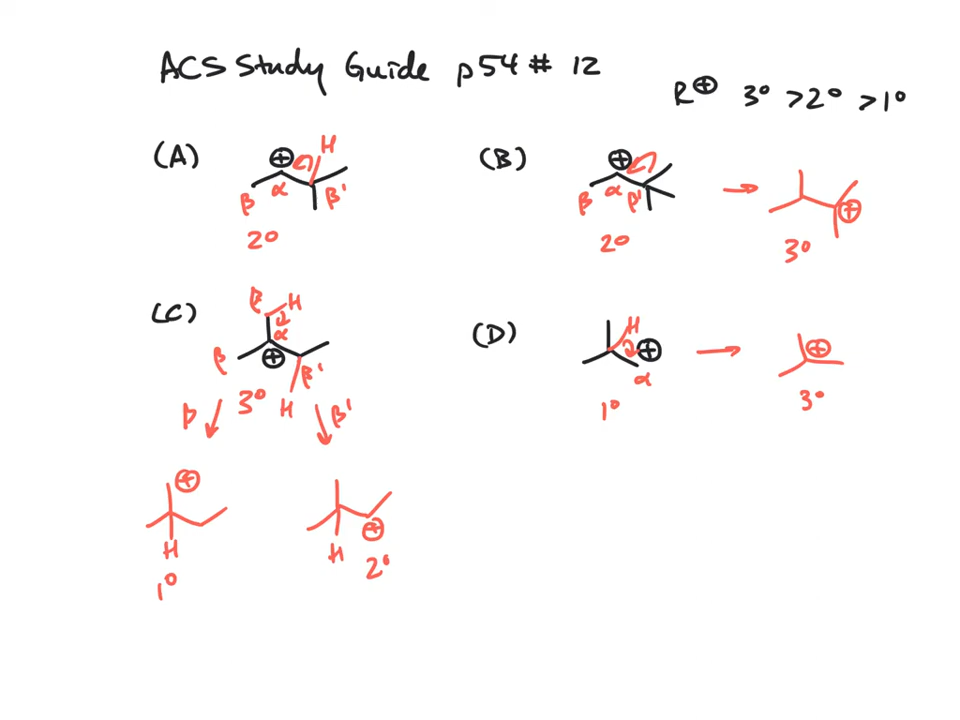 ACS Study Guide p54 # 12
R⊕ 3° > 2° > 1°
(A) ⊕ H
β α β'
2°
(B) ⊕
β α β'
2°
→ ⊕
3°
(C) β H
α
β ⊕ β'
3° H
β β'
⊕
H
1°
⊕
H
2°
(D) H
⊕
α
1°
→ ⊕
3°